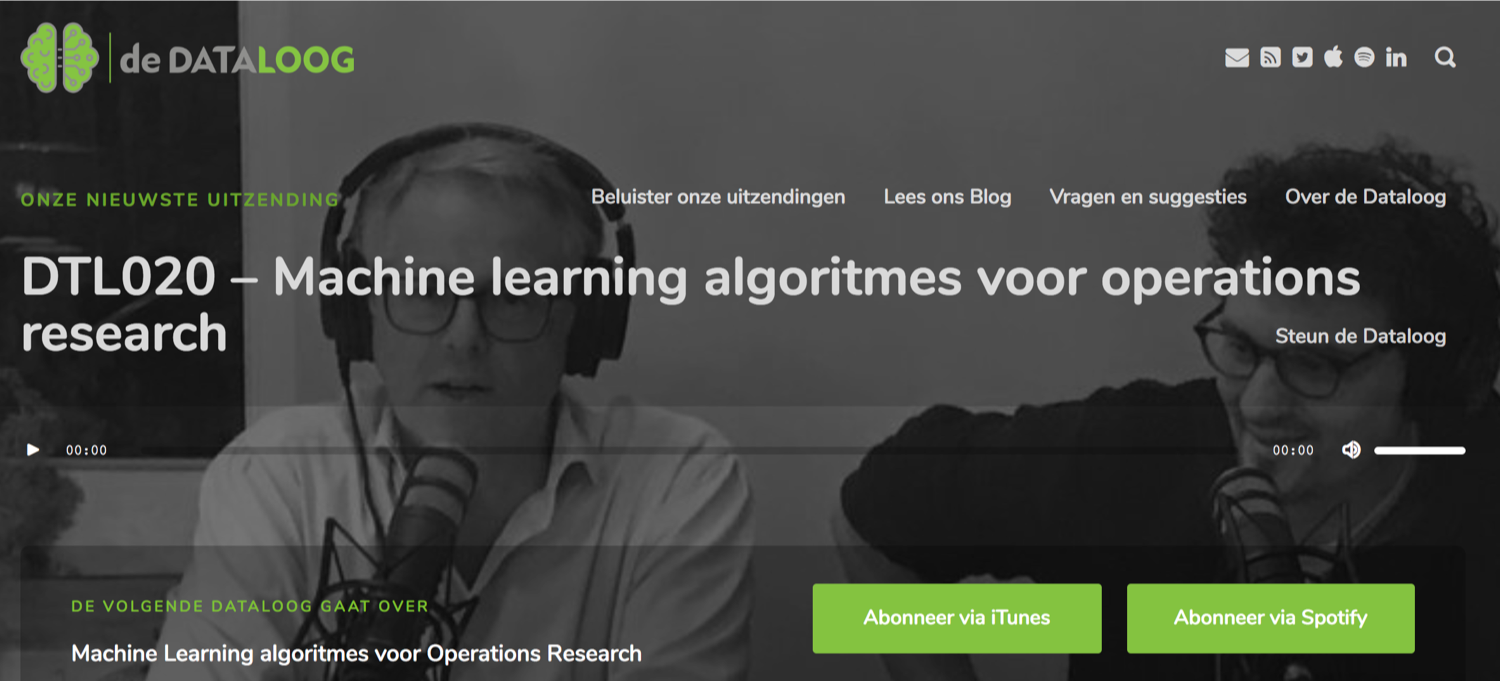 de DATALOOG
ONZE NIEUWSTE UITZENDING
Beluister onze uitzendingen
Lees ons Blog
Vragen en suggesties
Over de Dataloog
DTL020 – Machine learning algoritmes voor operations
research
Steun de Dataloog
00:00
00:00
DE VOLGENDE DATALOOG GAAT OVER
Machine Learning algoritmes voor Operations Research
Abonneer via iTunes
Abonneer via Spotify